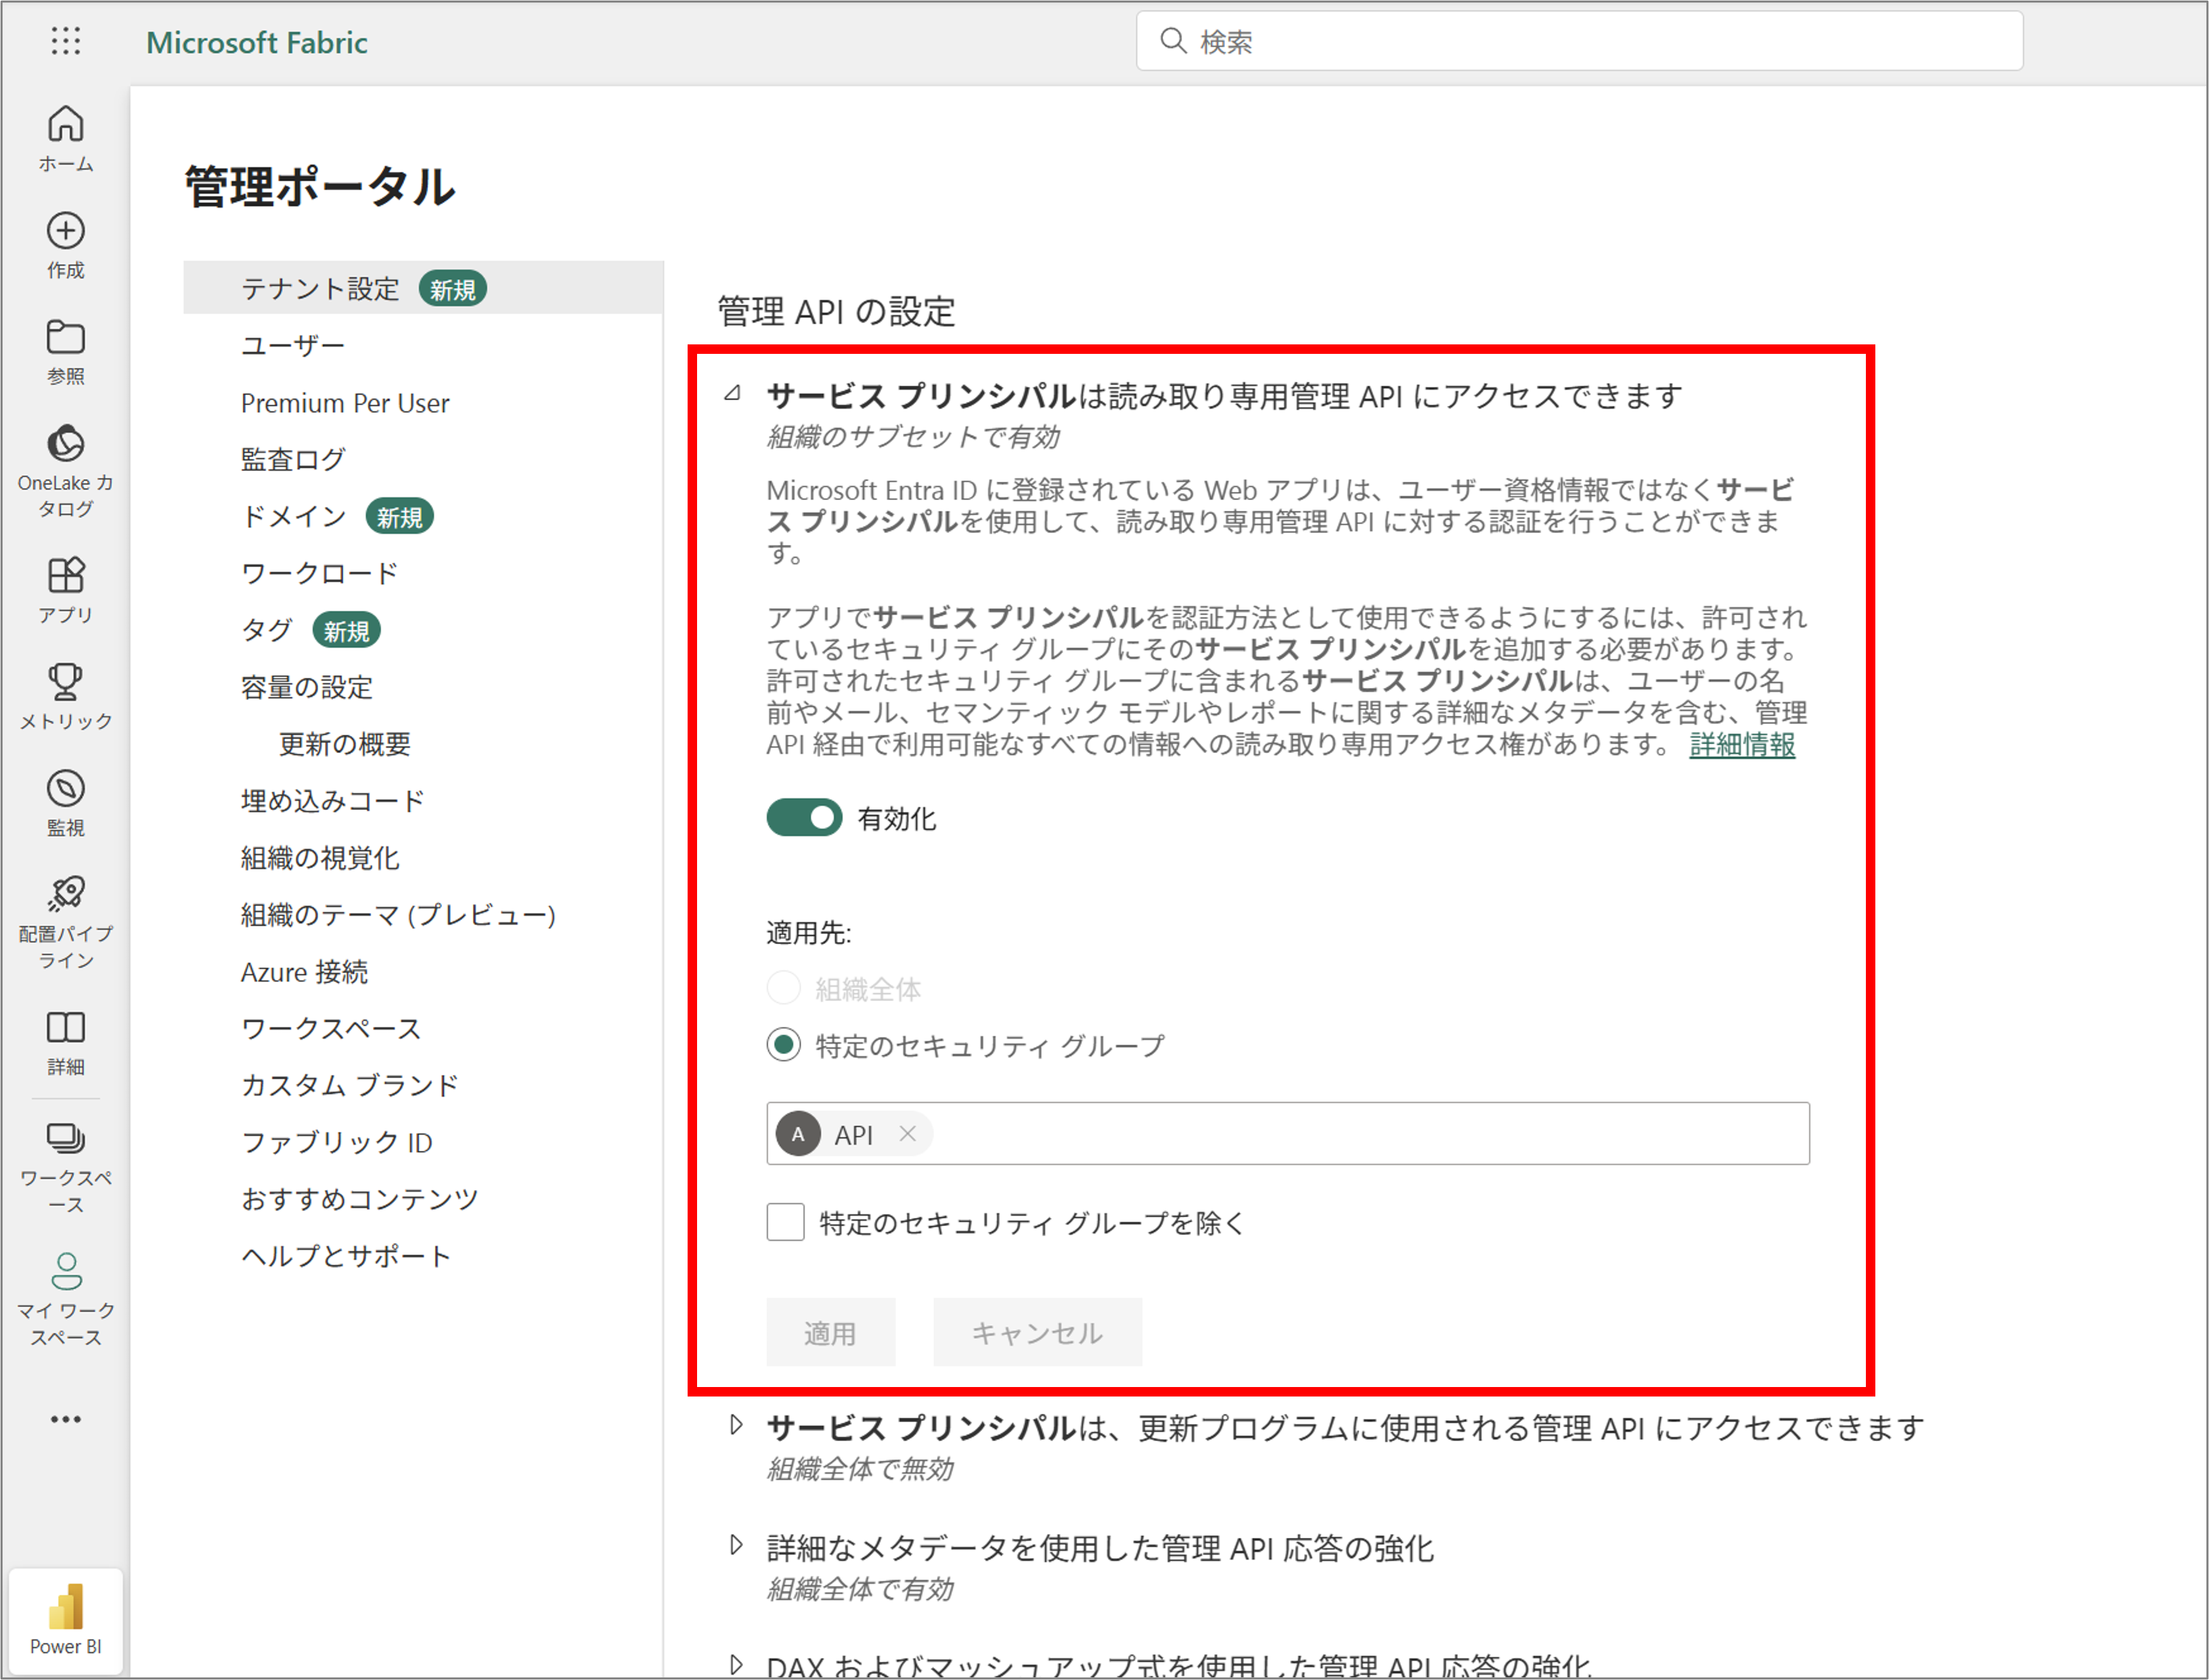 Microsoft Fabric
検索
ホーム
作成
参照
OneLake カ
タログ
アプリ
メトリック
監視
配置パイプ
ライン
詳細
ワークスペ
ース
マイ ワーク
スペース
Power BI
管理ポータル
テナント設定 新規
ユーザー
Premium Per User
監査ログ
ドメイン 新規
ワークロード
タグ 新規
容量の設定
更新の概要
埋め込みコード
組織の視覚化
組織のテーマ (プレビュー)
Azure 接続
ワークスペース
カスタム ブランド
ファブリック ID
おすすめコンテンツ
ヘルプとサポート
管理 API の設定
サービス プリンシパルは読み取り専用管理 API にアクセスできます
組織のサブセットで有効
Microsoft Entra ID に登録されている Web アプリは、ユーザー資格情報ではなくサービ
ス プリンシパルを使用して、読み取り専用管理 API に対する認証を行うことができま
す。
アプリでサービス プリンシパルを認証方法として使用できるようにするには、許可され
ているセキュリティ グループにそのサービス プリンシパルを追加する必要があります。
許可されたセキュリティ グループに含まれるサービス プリンシパルは、ユーザーの名
前やメール、セマンティック モデルやレポートに関する詳細なメタデータを含む、管理
API 経由で利用可能なすべての情報への読み取り専用アクセス権があります。 詳細情報
有効化
適用先:
組織全体
特定のセキュリティ グループ
A API
特定のセキュリティ グループを除く
適用 キャンセル
サービス プリンシパルは、更新プログラムに使用される管理 API にアクセスできます
組織全体で無効
詳細なメタデータを使用した管理 API 応答の強化
組織全体で有効
DAX およびマッシュアップ式を使用した管理 API 応答の強化